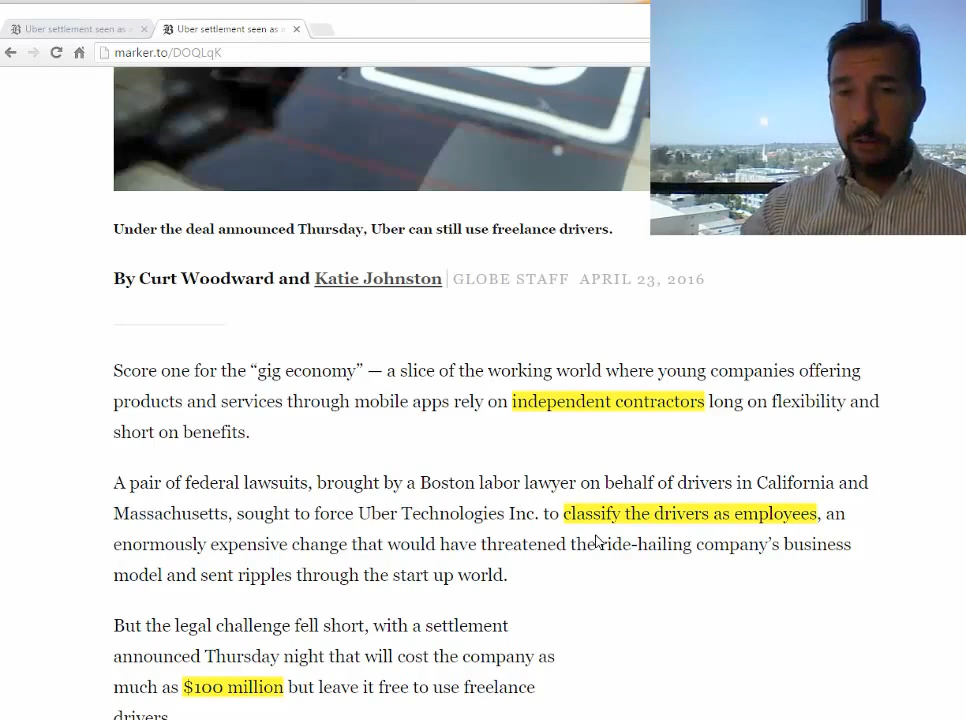 Uber settlement seen as
Uber settlement seen as
marker.to/DOQLqK
Under the deal announced Thursday, Uber can still use freelance drivers.
By Curt Woodward and Katie Johnston | GLOBE STAFF APRIL 23, 2016
Score one for the “gig economy” — a slice of the working world where young companies offering
products and services through mobile apps rely on independent contractors long on flexibility and
short on benefits.
A pair of federal lawsuits, brought by a Boston labor lawyer on behalf of drivers in California and
Massachusetts, sought to force Uber Technologies Inc. to classify the drivers as employees, an
enormously expensive change that would have threatened the ride-hailing company’s business
model and sent ripples through the start up world.
But the legal challenge fell short, with a settlement
announced Thursday night that will cost the company as
much as $100 million but leave it free to use freelance
drivers